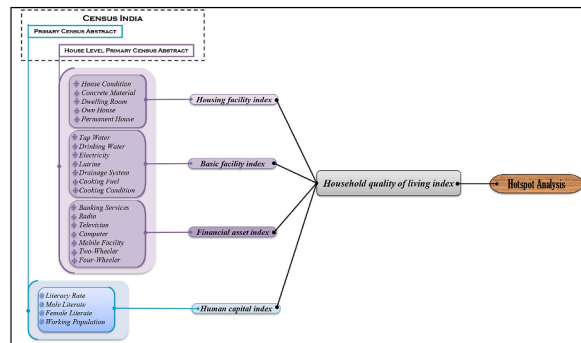 CENSUS INDIA
PRIMARY CENSUS ABSTRACT
HOUSE LEVEL PRIMARY CENSUS ABSTRACT
House Condition
Concrete Material
Dwelling Room
Own House
Permanent House
Housing facility index
Tap Water
Drinking Water
Electricity
Latrine
Drainage System
Cooking Fuel
Cooking Condition
Basic facility index
Household quality of living index
Hotspot Analysis
Banking Services
Radio
Television
Computer
Mobile Facility
Two-Wheeler
Four-Wheeler
Financial asset index
Literacy Rate
Male Literate
Female Literate
Working Population
Human capital index